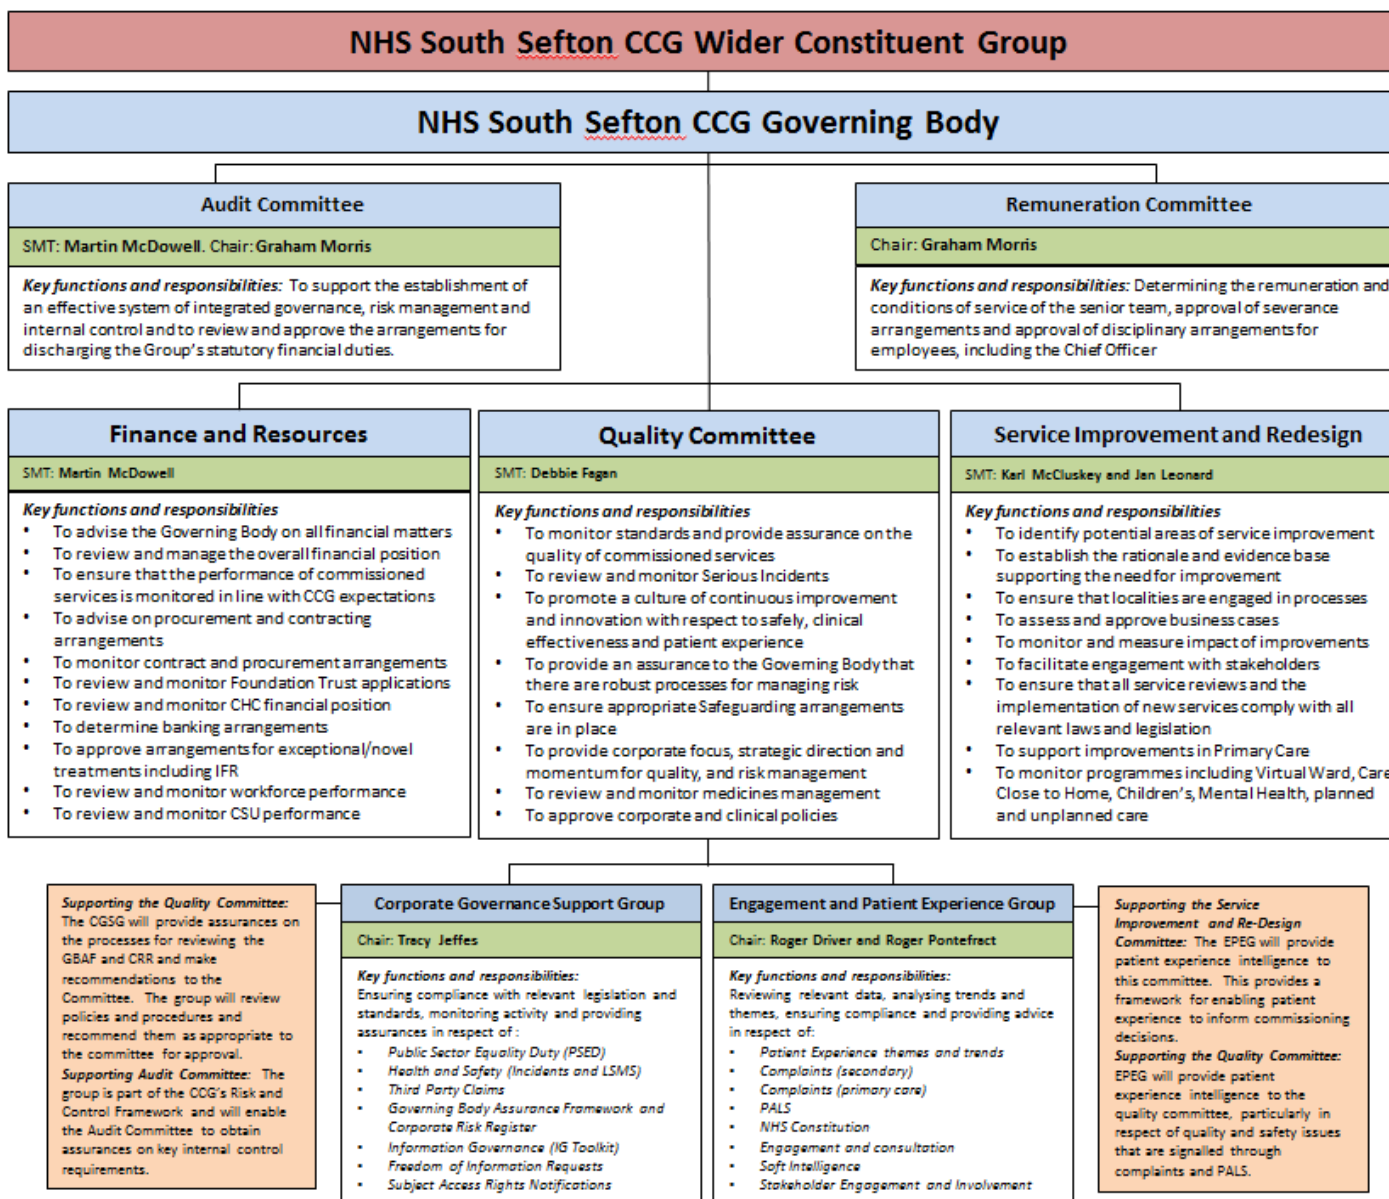 NHS South Sefton CCG Wider Constituent Group
NHS South Sefton CCG Governing Body
Audit Committee
SMT: Martin McDowell. Chair: Graham Morris
Key functions and responsibilities: To support the establishment of
an effective system of integrated governance, risk management and
internal control and to review and approve the arrangements for
discharging the Group's statutory financial duties.
Remuneration Committee
Chair: Graham Morris
Key functions and responsibilities: Determining the remuneration and
conditions of service of the senior team, approval of severance
arrangements and approval of disciplinary arrangements for
employees, including the Chief Officer
Finance and Resources
SMT: Martin McDowell
Key functions and responsibilities
• To advise the Governing Body on all financial matters
• To review and manage the overall financial position
• To ensure that the performance of commissioned
services is monitored in line with CCG expectations
• To advise on procurement and contracting
arrangements
• To monitor contract and procurement arrangements
• To review and monitor Foundation Trust applications
• To review and monitor CHC financial position
• To determine banking arrangements
• To approve arrangements for exceptional/novel
treatments including IFR
• To review and monitor workforce performance
• To review and monitor CSU performance
Quality Committee
SMT: Debbie Fagan
Key functions and responsibilities
• To monitor standards and provide assurance on the
quality of commissioned services
• To review and monitor Serious Incidents
• To promote a culture of continuous improvement
and innovation with respect to safely, clinical
effectiveness and patient experience
• To provide an assurance to the Governing Body that
there are robust processes for managing risk
• To ensure appropriate Safeguarding arrangements
are in place
• To provide corporate focus, strategic direction and
momentum for quality, and risk management
• To review and monitor medicines management
• To approve corporate and clinical policies
Service Improvement and Redesign
SMT: Karl McCluskey and Jan Leonard
Key functions and responsibilities
• To identify potential areas of service improvement
• To establish the rationale and evidence base
supporting the need for improvement
• To ensure that localities are engaged in processes
• To assess and approve business cases
• To monitor and measure impact of improvements
• To facilitate engagement with stakeholders
• To ensure that all service reviews and the
implementation of new services comply with all
relevant laws and legislation
• To support improvements in Primary Care
• To monitor programmes including Virtual Ward, Care
Close to Home, Children's, Mental Health, planned
and unplanned care
Supporting the Quality Committee:
The CGSG will provide assurances on
the processes for reviewing the
GBAF and CRR and make
recommendations to the
Committee. The group will review
policies and procedures and
recommend them as appropriate to
the committee for approval.
Supporting Audit Committee: The
group is part of the CCG's Risk and
Control Framework and will enable
the Audit Committee to obtain
assurances on key internal control
requirements.
Corporate Governance Support Group
Chair: Tracy Jeffes
Key functions and responsibilities:
Ensuring compliance with relevant legislation and
standards, monitoring activity and providing
assurances in respect of :
• Public Sector Equality Duty (PSED)
• Health and Safety (Incidents and LSMS)
• Third Party Claims
• Governing Body Assurance Framework and
Corporate Risk Register
• Information Governance (IG Toolkit)
• Freedom of Information Requests
• Subject Access Rights Notifications
Engagement and Patient Experience Group
Chair: Roger Driver and Roger Pontefract
Key functions and responsibilities:
Reviewing relevant data, analysing trends and
themes, ensuring compliance and providing advice
in respect of:
• Patient Experience themes and trends
• Complaints (secondary)
• Complaints (primary care)
• PALS
• NHS Constitution
• Engagement and consultation
• Soft Intelligence
• Stakeholder Engagement and Involvement
Supporting the Service
Improvement and Re-Design
Committee: The EPEG will provide
patient experience intelligence to
this committee. This provides a
framework for enabling patient
experience to inform commissioning
decisions.
Supporting the Quality Committee:
EPEG will provide patient
experience intelligence to the
quality committee, particularly in
respect of quality and safety issues
that are signalled through
complaints and PALS.